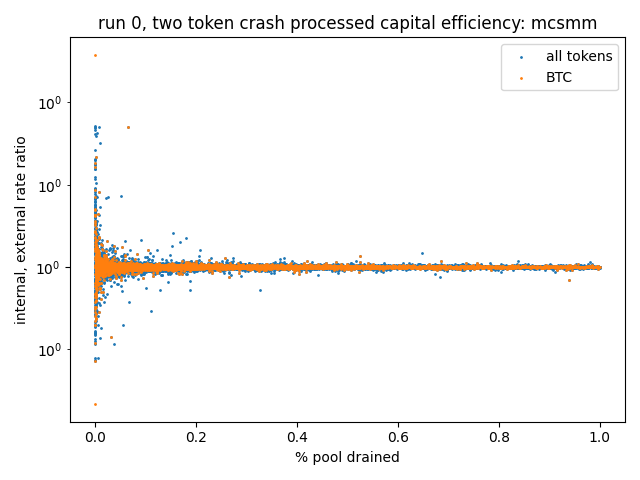 run 0, two token crash processed capital efficiency: mcsmm
all tokens
BTC
internal, external rate ratio
10⁰
10⁰
10⁰
10⁰
0.0 0.2 0.4 0.6 0.8 1.0
% pool drained